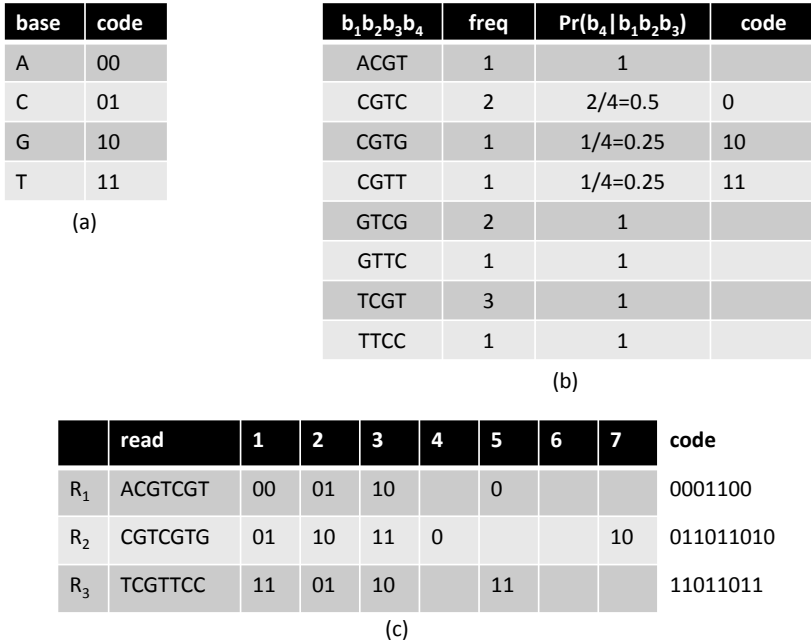 base code
A 00
C 01
G 10
T 11
(a)
b1b2b3b4 freq Pr(b4|b1b2b3) code
ACGT 1 1
CGTC 2 2/4=0.5 0
CGTG 1 1/4=0.25 10
CGTT 1 1/4=0.25 11
GTCG 2 1
GTTC 1 1
TCGT 3 1
TTCC 1 1
(b)
read 1 2 3 4 5 6 7 code
R1 ACGTCGT 00 01 10 0 0001100
R2 CGTCGTG 01 10 11 0 10 011011010
R3 TCGTTCC 11 01 10 11 11011011
(c)